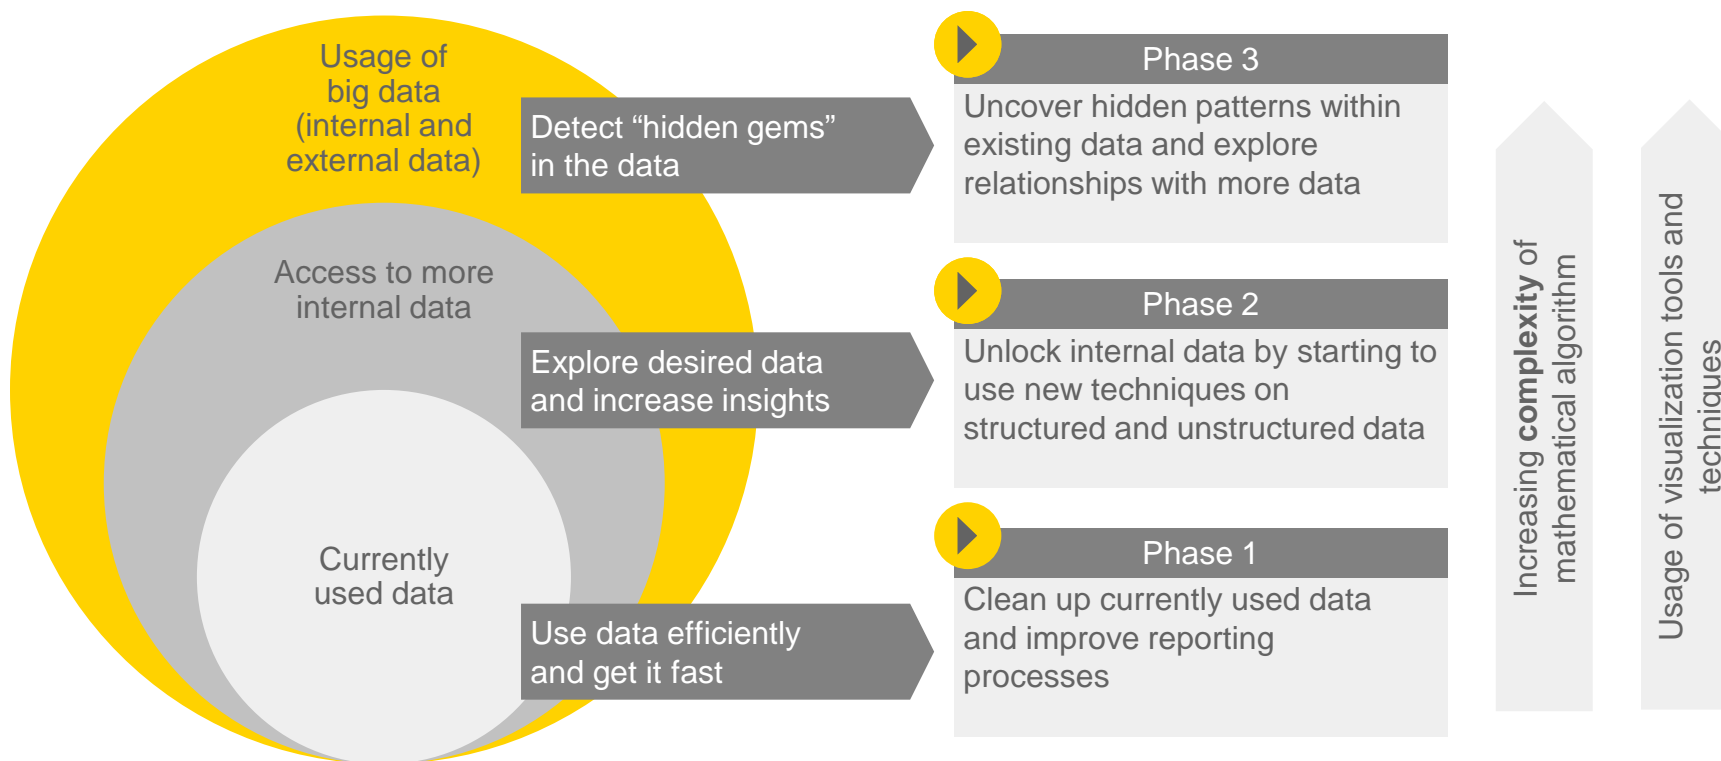 Usage of
big data
(internal and
external data)
Access to more
internal data
Currently
used data
Detect “hidden gems”
in the data
Explore desired data
and increase insights
Use data efficiently
and get it fast
Phase 3
Uncover hidden patterns within
existing data and explore
relationships with more data
Phase 2
Unlock internal data by starting to
use new techniques on
structured and unstructured data
Phase 1
Clean up currently used data
and improve reporting
processes
Increasing complexity of
mathematical algorithm
Usage of visualization tools and
techniques